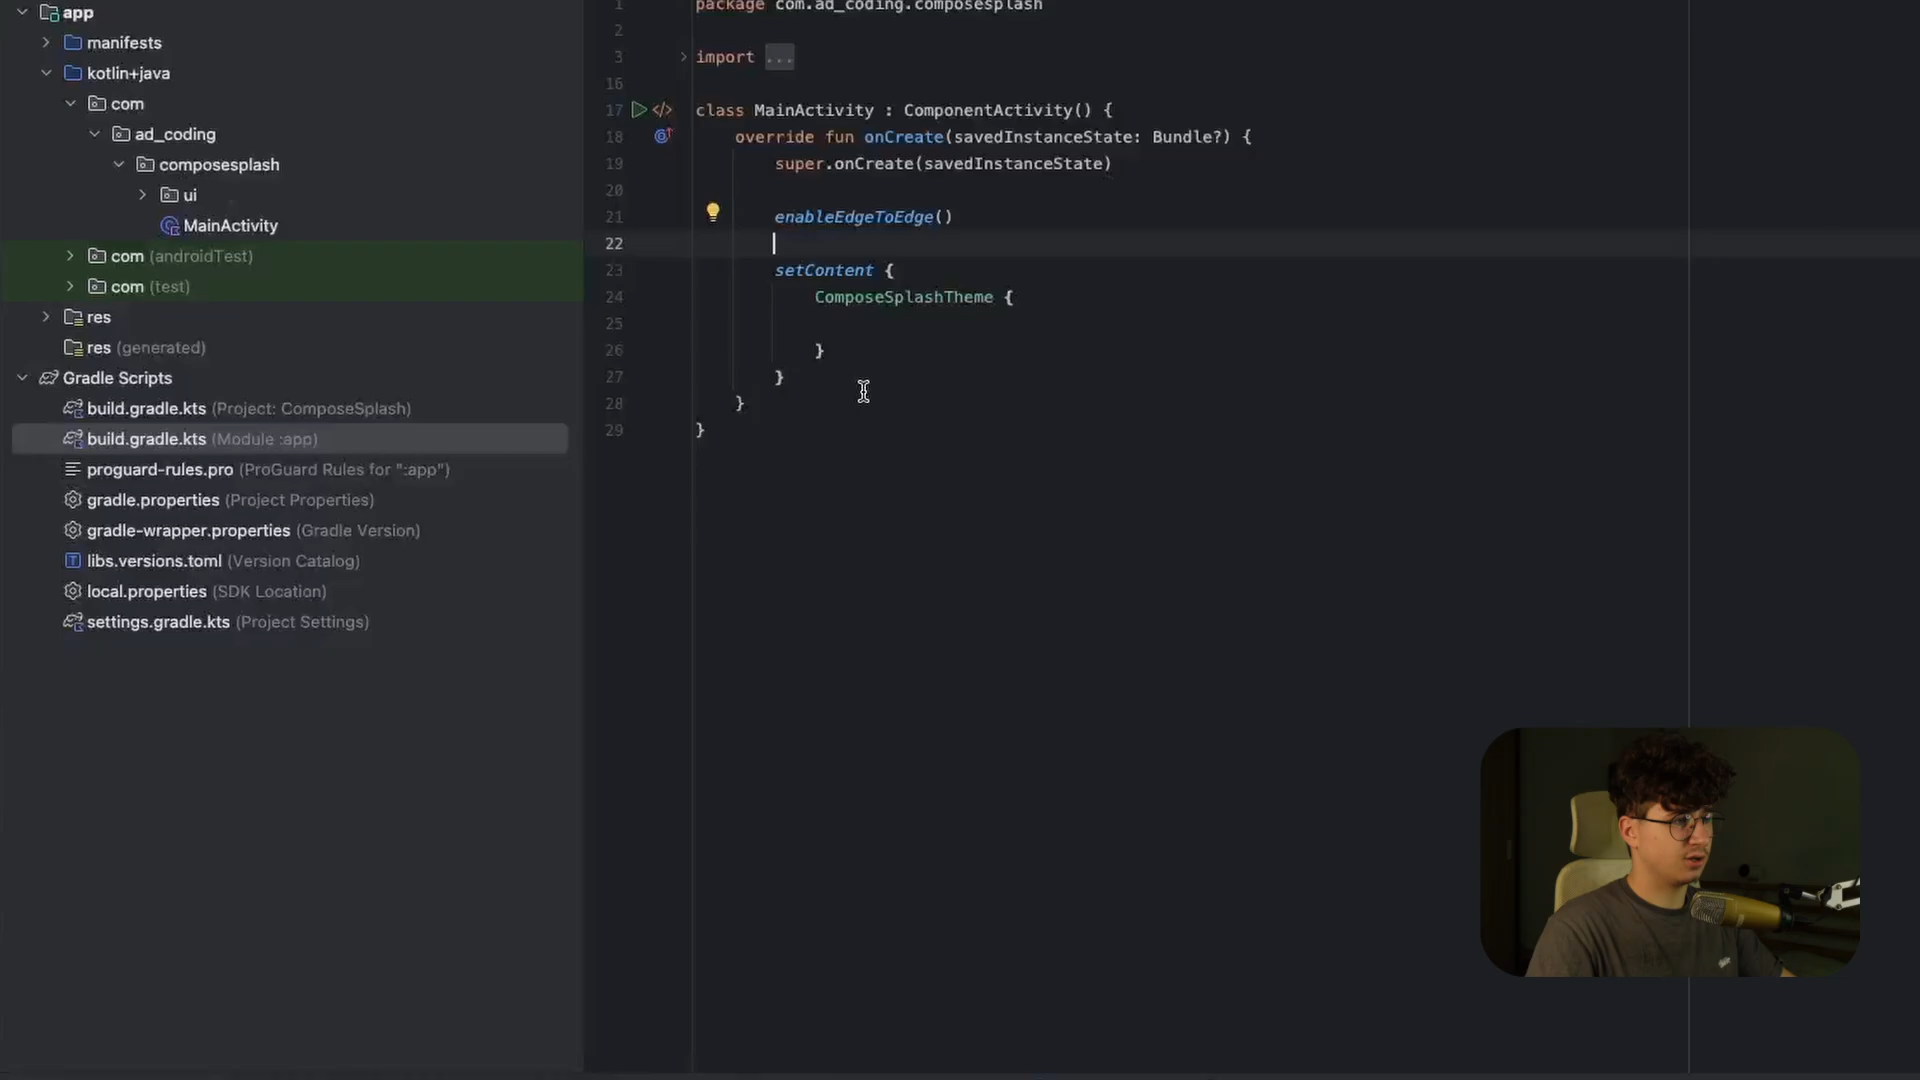 app
manifests
kotlin+java
com
ad_coding
composesplash
ui
MainActivity
com (androidTest)
com (test)
res
res (generated)
Gradle Scripts
build.gradle.kts (Project: ComposeSplash)
build.gradle.kts (Module :app)
proguard-rules.pro (ProGuard Rules for ":app")
gradle.properties (Project Properties)
gradle-wrapper.properties (Gradle Version)
libs.versions.toml (Version Catalog)
local.properties (SDK Location)
settings.gradle.kts (Project Settings)
1 package com.ad_coding.composesplash
2
3 import ...
16
17 class MainActivity : ComponentActivity() {
18 override fun onCreate(savedInstanceState: Bundle?) {
19 super.onCreate(savedInstanceState)
20
21 enableEdgeToEdge()
22
23 setContent {
24 ComposeSplashTheme {
25
26 }
27 }
28 }
29 }